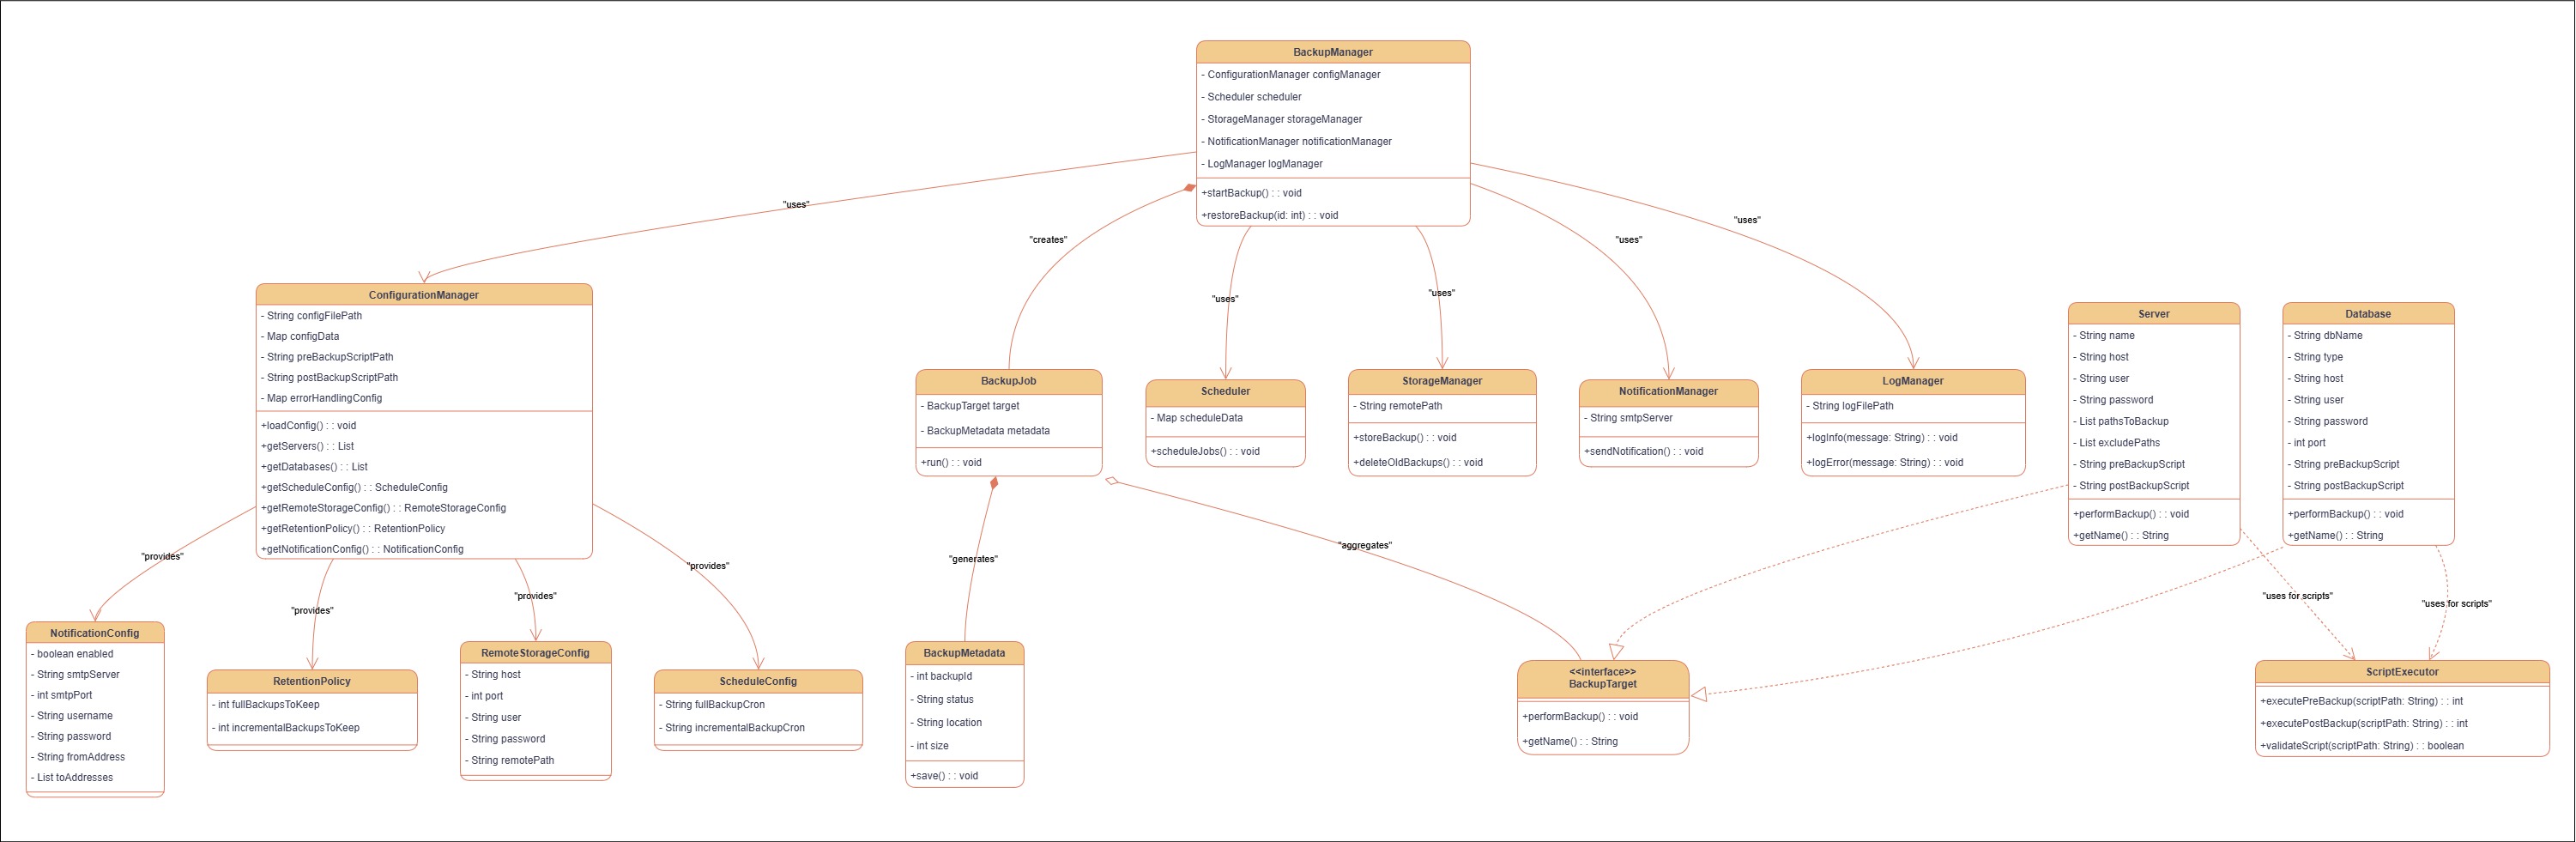 BackupManager
- ConfigurationManager configManager
- Scheduler scheduler
- StorageManager storageManager
- NotificationManager notificationManager
- LogManager logManager
+startBackup() : : void
+restoreBackup(id: int) : : void
"uses"
"creates"
"uses"
"uses"
"uses"
"uses"
ConfigurationManager
- String configFilePath
- Map configData
- String preBackupScriptPath
- String postBackupScriptPath
- Map errorHandlingConfig
+loadConfig() : : void
+getServers() : : List
+getDatabases() : : List
+getScheduleConfig() : : ScheduleConfig
+getRemoteStorageConfig() : : RemoteStorageConfig
+getRetentionPolicy() : : RetentionPolicy
+getNotificationConfig() : : NotificationConfig
BackupJob
- BackupTarget target
- BackupMetadata metadata
+run() : : void
Scheduler
- Map scheduleData
+scheduleJobs() : : void
StorageManager
- String remotePath
+storeBackup() : : void
+deleteOldBackups() : : void
NotificationManager
- String smtpServer
+sendNotification() : : void
LogManager
- String logFilePath
+logInfo(message: String) : : void
+logError(message: String) : : void
Server
- String name
- String host
- String user
- String password
- List pathsToBackup
- List excludePaths
- String preBackupScript
- String postBackupScript
+performBackup() : : void
+getName() : : String
Database
- String dbName
- String type
- String host
- String user
- String password
- int port
- String preBackupScript
- String postBackupScript
+performBackup() : : void
+getName() : : String
"provides"
"provides"
"provides"
"provides"
"generates"
"aggregates"
"uses for scripts"
"uses for scripts"
NotificationConfig
- boolean enabled
- String smtpServer
- int smtpPort
- String username
- String password
- String fromAddress
- List toAddresses
RetentionPolicy
- int fullBackupsToKeep
- int incrementalBackupsToKeep
RemoteStorageConfig
- String host
- int port
- String user
- String password
- String remotePath
ScheduleConfig
- String fullBackupCron
- String incrementalBackupCron
BackupMetadata
- int backupId
- String status
- String location
- int size
+save() : : void
<<interface>>
BackupTarget
+performBackup() : : void
+getName() : : String
ScriptExecutor
+executePreBackup(scriptPath: String) : : int
+executePostBackup(scriptPath: String) : : int
+validateScript(scriptPath: String) : : boolean